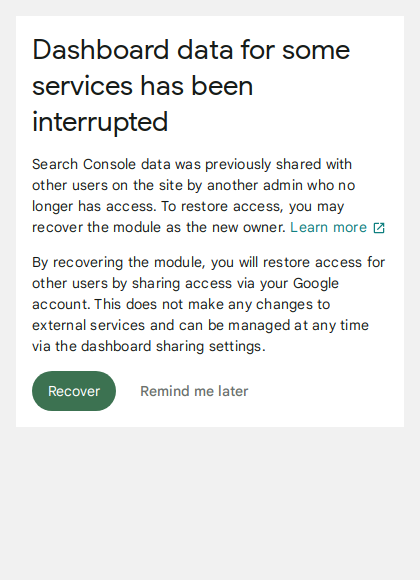 Dashboard data for some
services has been
interrupted
Search Console data was previously shared with
other users on the site by another admin who no
longer has access. To restore access, you may
recover the module as the new owner. Learn more
By recovering the module, you will restore access for
other users by sharing access via your Google
account. This does not make any changes to
external services and can be managed at any time
via the dashboard sharing settings.
Recover Remind me later